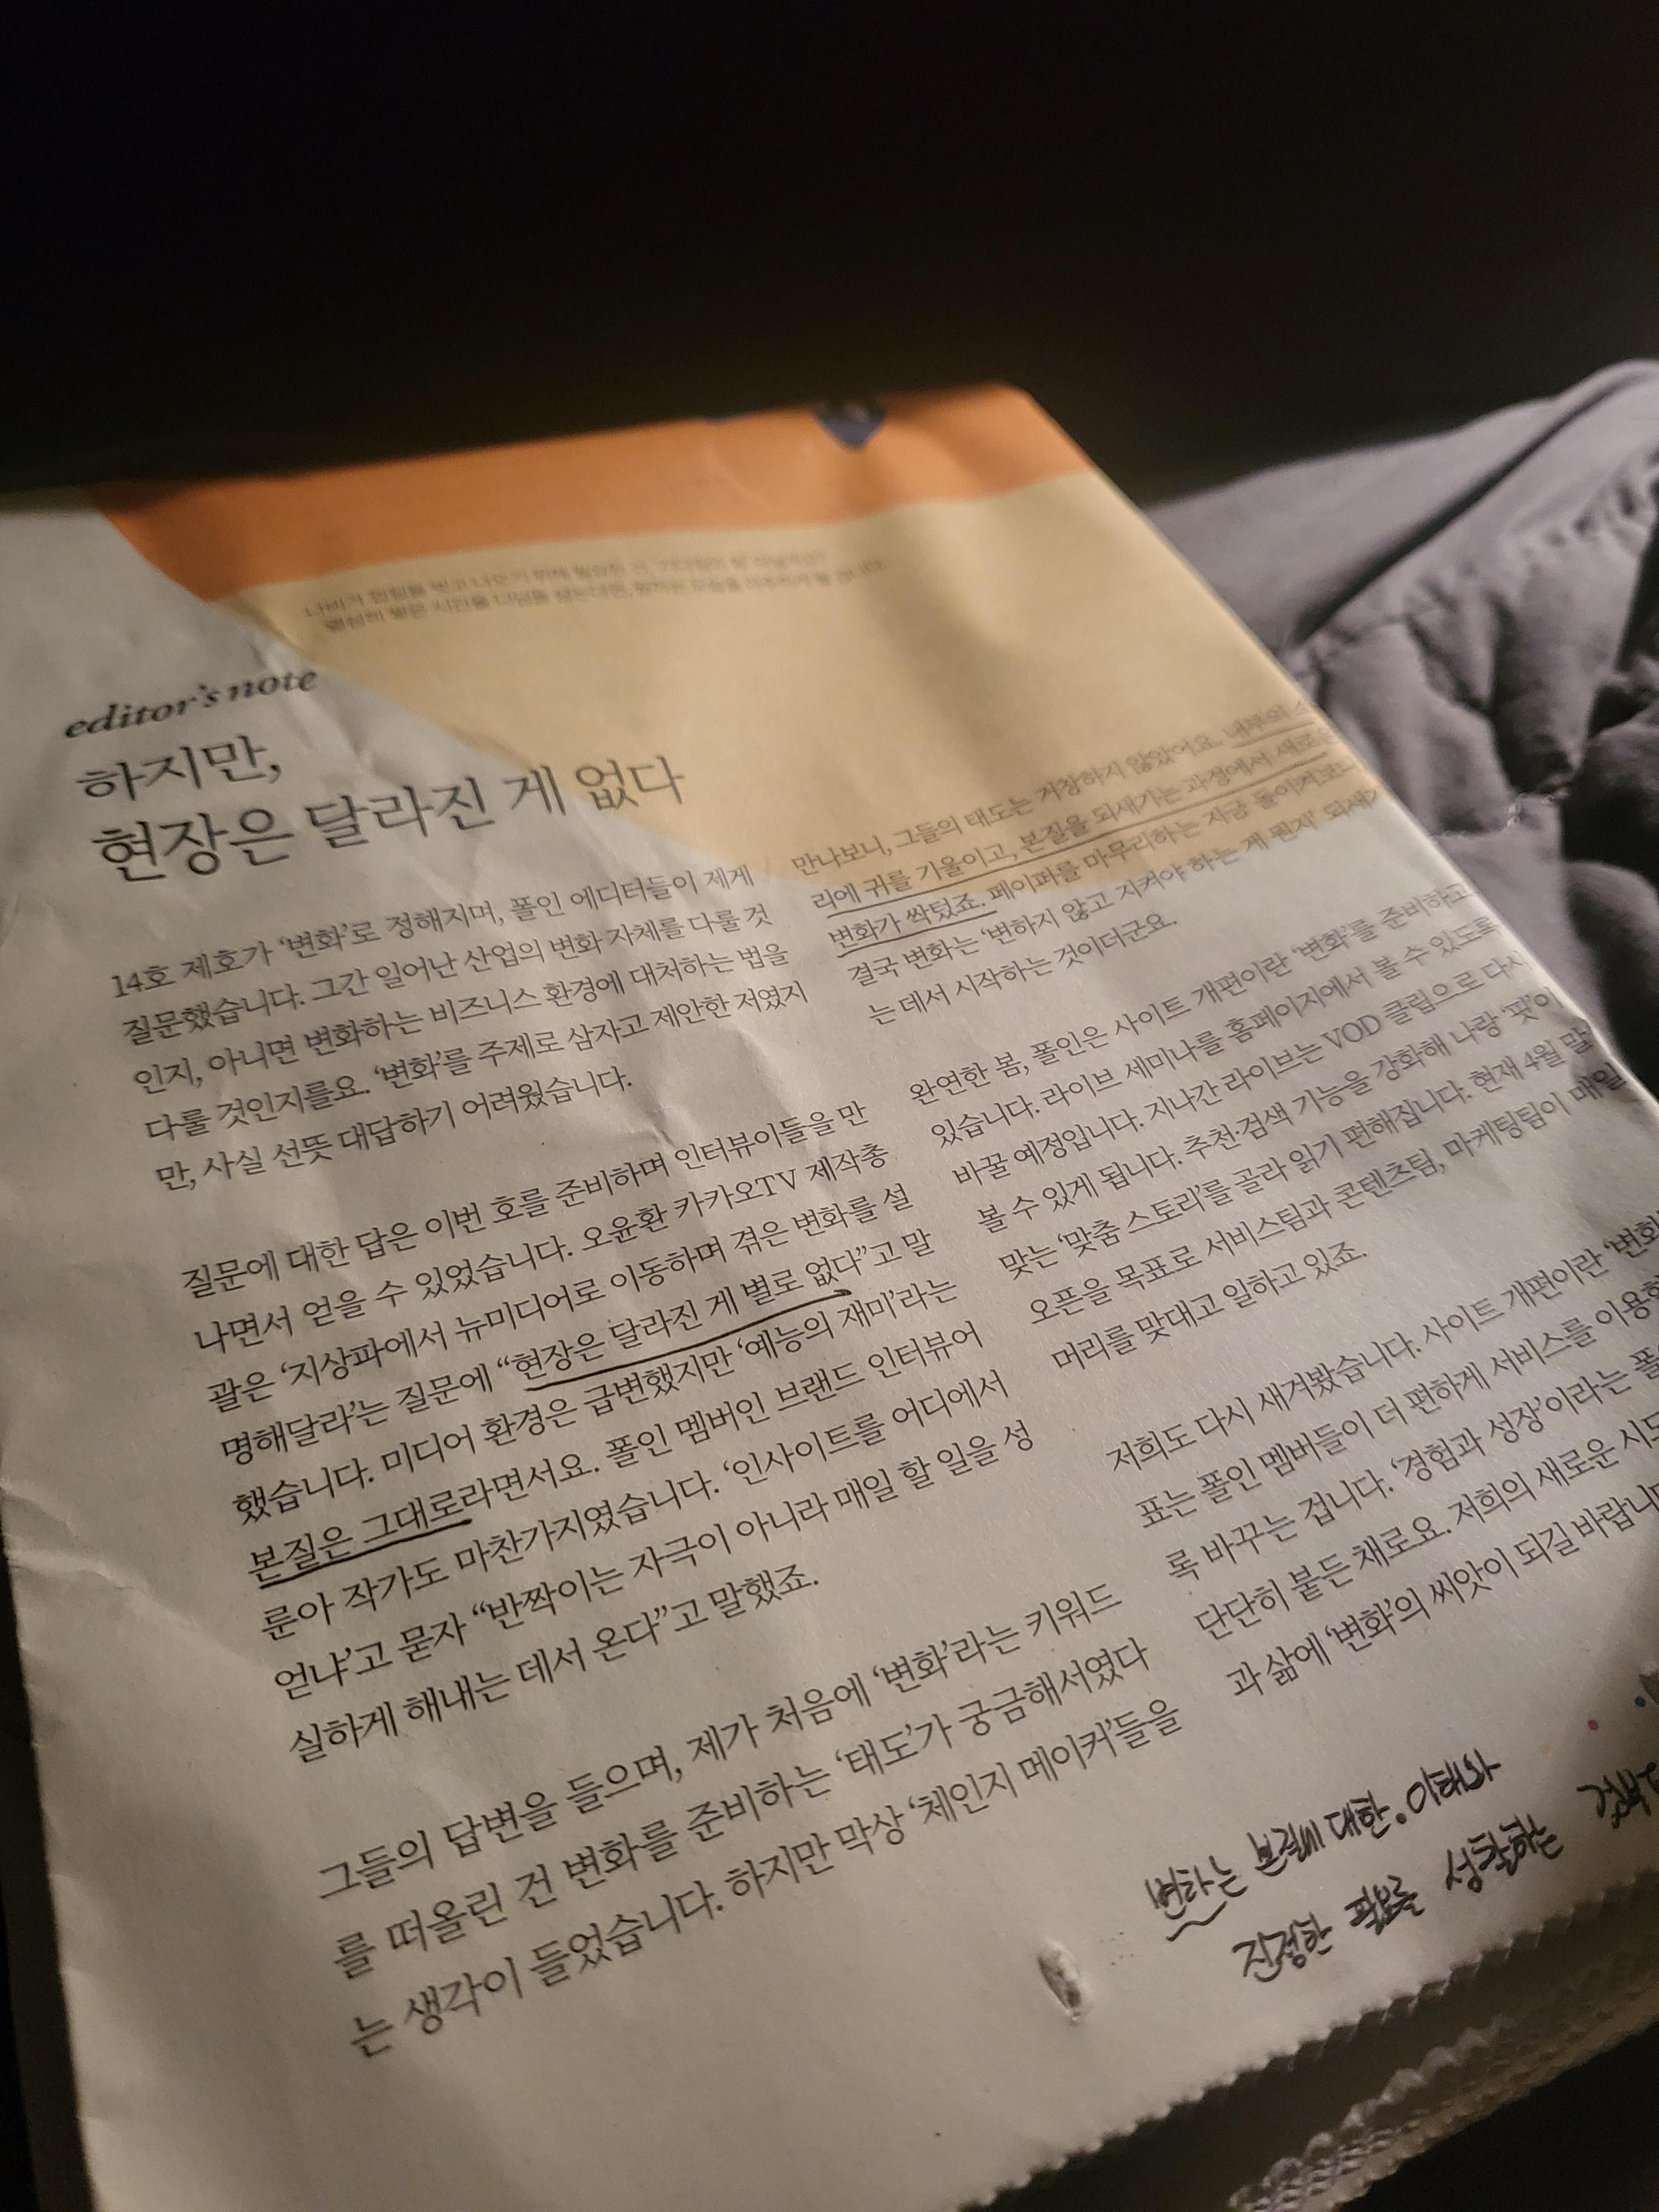 editor's note
하지만,
현장은 달라진 게 없다
14호 제호가 ‘변화’로 정해지며, 폴인 에디터들이 제게
질문했습니다. 그간 일어난 산업의 변화 자체를 다룰 것
인지, 아니면 변화하는 비즈니스 환경에 대처하는 법을
다룰 것인지를요. ‘변화’를 주제로 삼자고 제안한 저였지
만, 사실 선뜻 대답하기 어려웠습니다.
질문에 대한 답은 이번 호를 준비하며 인터뷰이들을 만
나면서 얻을 수 있었습니다. 오윤환 카카오TV 제작총
괄은 ‘지상파에서 뉴미디어로 이동하며 겪은 변화를 설
명해달라’는 질문에 “현장은 달라진 게 별로 없다”고 말
했습니다. 미디어 환경은 급변했지만 ‘예능의 재미’라는
본질은 그대로라면서요. 폴인 멤버인 브랜드 인터뷰어
룬아 작가도 마찬가지였습니다. ‘인사이트를 어디에서
얻냐’고 묻자 “반짝이는 자극이 아니라 매일 할 일을 성
실하게 해내는 데서 온다”고 말했죠.
그들의 답변을 들으며, 제가 처음에 ‘변화’라는 키워드
를 떠올린 건 변화를 준비하는 ‘태도’가 궁금해서였다
는 생각이 들었습니다. 하지만 막상 ‘체인지 메이커’들을
만나보니, 그들의 태도는 거창하지 않았어요. 내부의
리에 귀를 기울이고, 본질을 되새기는 과정에서 새로
변화가 싹텄죠. 페이퍼를 마무리하는 지금 돌이켜보
결국 변화는 ‘변하지 않고 지켜야 하는 게 뭔지’ 되새
는 데서 시작하는 것이더군요.
완연한 봄, 폴인은 사이트 개편이란 ‘변화’를 준비하고
있습니다. 라이브 세미나를 홈페이지에서 볼 수 있도록
바꿀 예정입니다. 지나간 라이브는 VOD 클립으로 다시
볼 수 있게 됩니다. 추천·검색 기능을 강화해 나랑 ‘핏’이
맞는 ‘맞춤 스토리’를 골라 읽기 편해집니다. 현재 4월 말
오픈을 목표로 서비스팀과 콘텐츠팀, 마케팅팀이 매일
머리를 맞대고 일하고 있죠.
저희도 다시 새겨봤습니다. 사이트 개편이란 ‘변화
표는 폴인 멤버들이 더 편하게 서비스를 이용하
록 바꾸는 겁니다. ‘경험과 성장’이라는 폴
단단히 붙든 채로요. 저희의 새로운 시도
과 삶에 ‘변화’의 씨앗이 되길 바랍니
변하는 본질에 대한
진정한 필요를 성찰하는